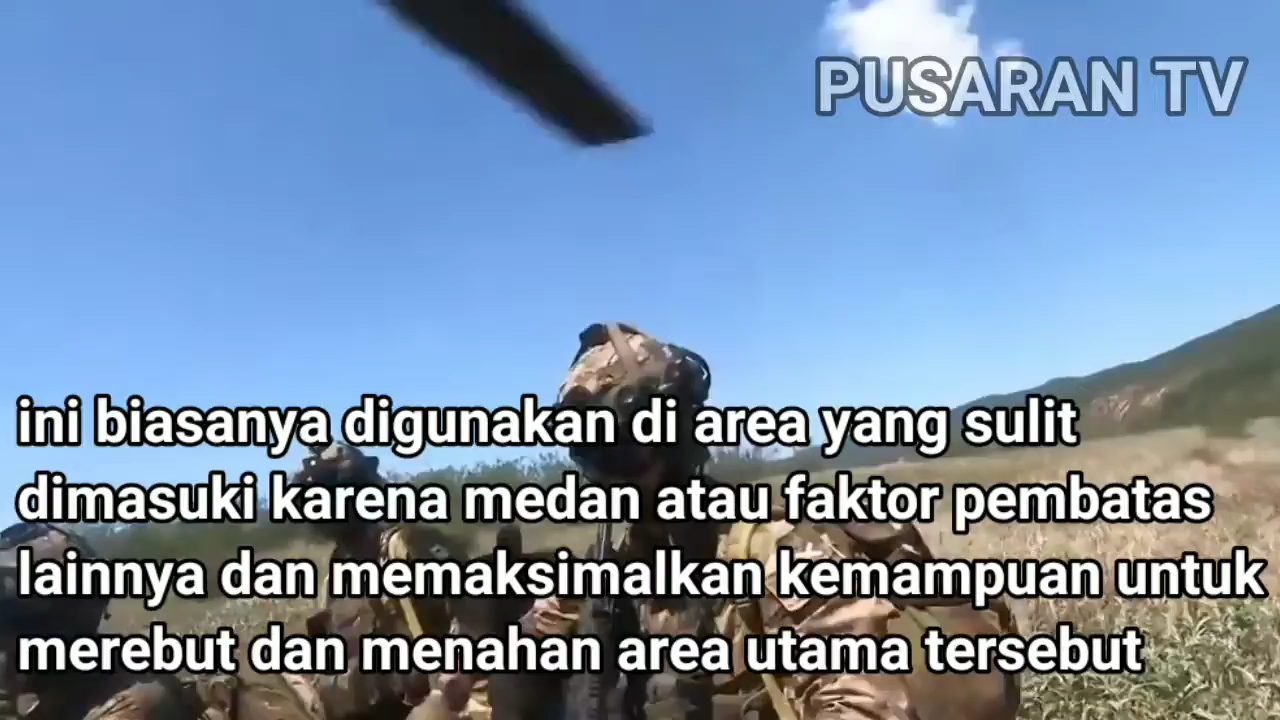 PUSARAN TV
ini biasanya digunakan di area yang sulit
dimasuki karena medan atau faktor pembatas
lainnya dan memaksimalkan kemampuan untuk
merebut dan menahan area utama tersebut